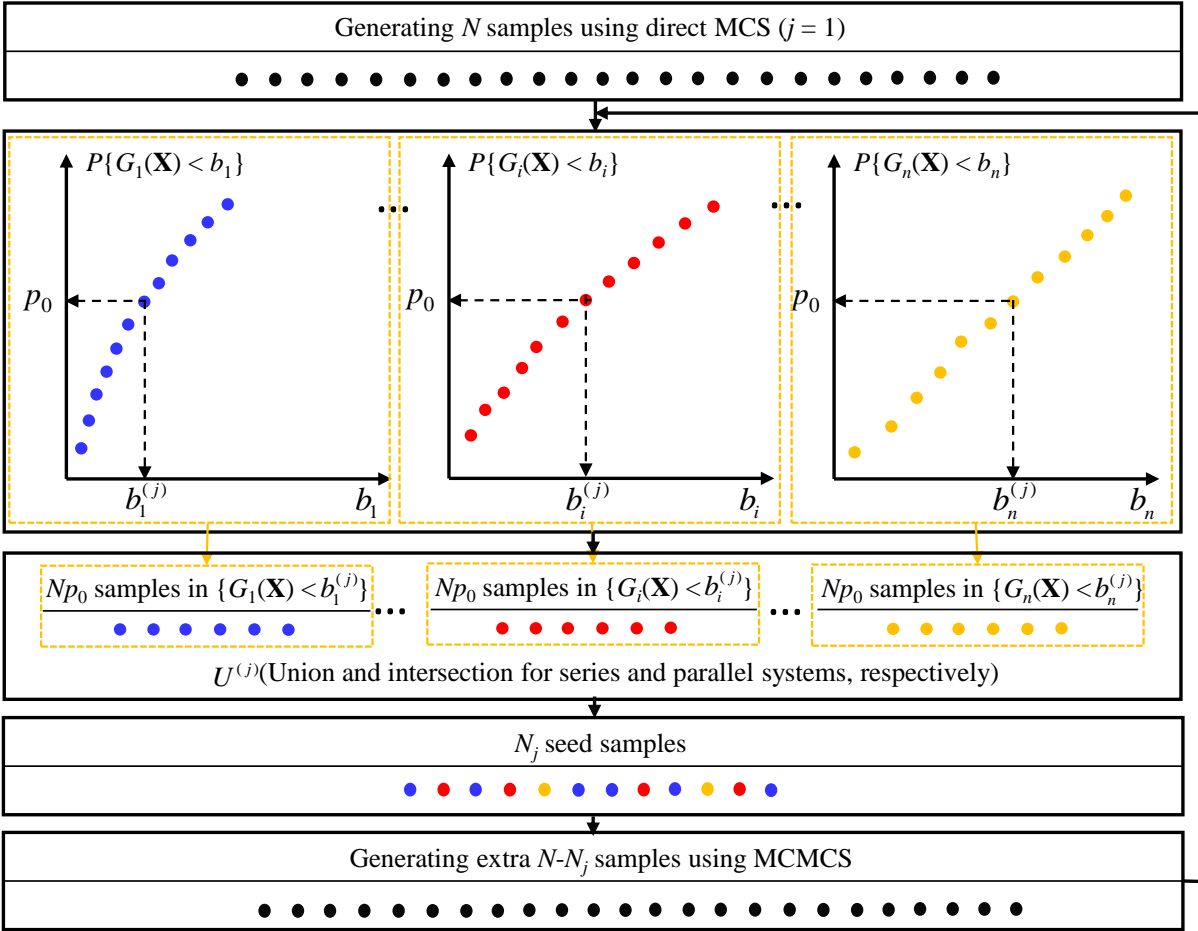 Generating N samples using direct MCS (j = 1)
P{G₁(X) < b₁}
P{Gᵢ(X) < bᵢ}
P{Gₙ(X) < bₙ}
...
...
p₀
p₀
p₀
b₁⁽ʲ⁾
b₁
bᵢ⁽ʲ⁾
bᵢ
bₙ⁽ʲ⁾
bₙ
Np₀ samples in {G₁(X) < b₁⁽ʲ⁾}
...
Np₀ samples in {Gᵢ(X) < bᵢ⁽ʲ⁾}
...
Np₀ samples in {Gₙ(X) < bₙ⁽ʲ⁾}
U⁽ʲ⁾(Union and intersection for series and parallel systems, respectively)
Nⱼ seed samples
Generating extra N-Nⱼ samples using MCMCS